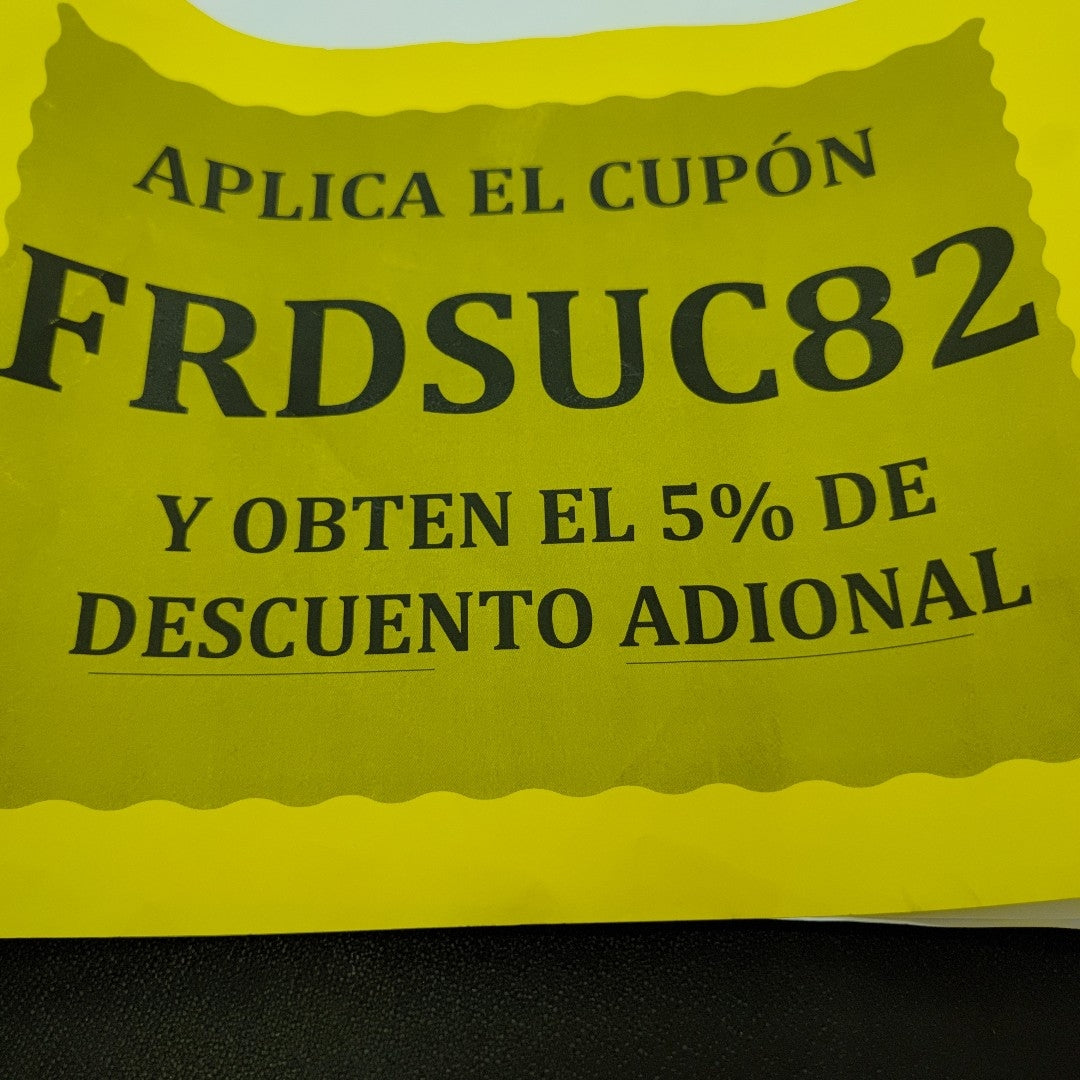 APLICA EL CUPÓN
FRDSUC82
Y OBTEN EL 5% DE
DESCUENTO ADIONAL